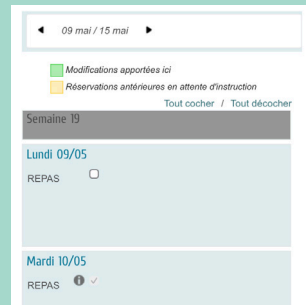 09 mai / 15 mai
Modifications apportées ici
Réservations antérieures en attente d'instruction
Tout cocher / Tout décocher
Semaine 19
Lundi 09/05
REPAS
Mardi 10/05
REPAS